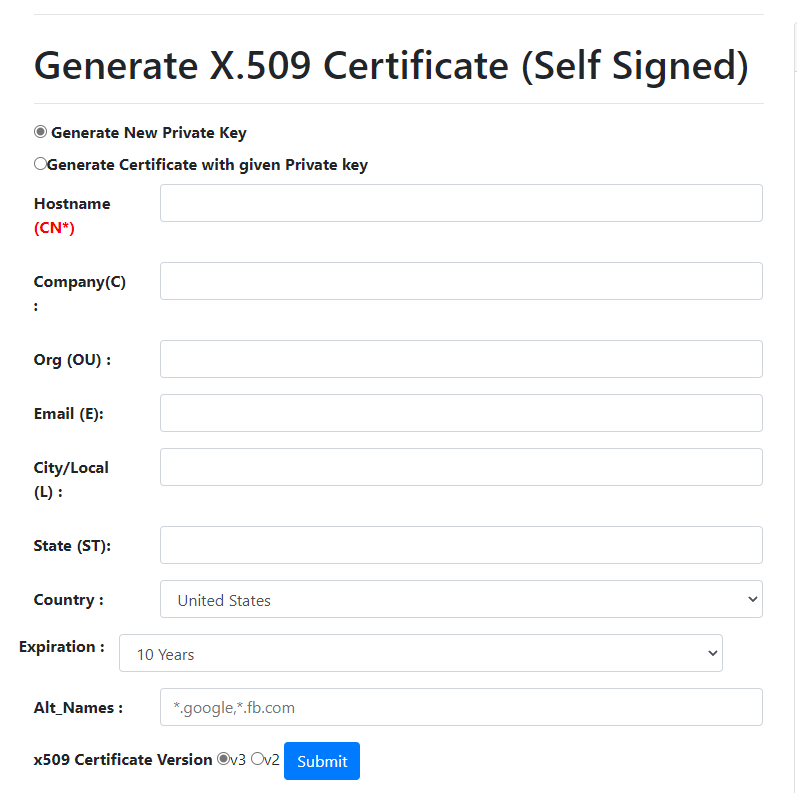 Generate X.509 Certificate (Self Signed)
Generate New Private Key
Generate Certificate with given Private key
Hostname
(CN*)
Company(C)
:
Org (OU) :
Email (E):
City/Local
(L) :
State (ST):
Country :
United States
Expiration :
10 Years
Alt_Names :
*.google,*.fb.com
x509 Certificate Version v3 v2 Submit